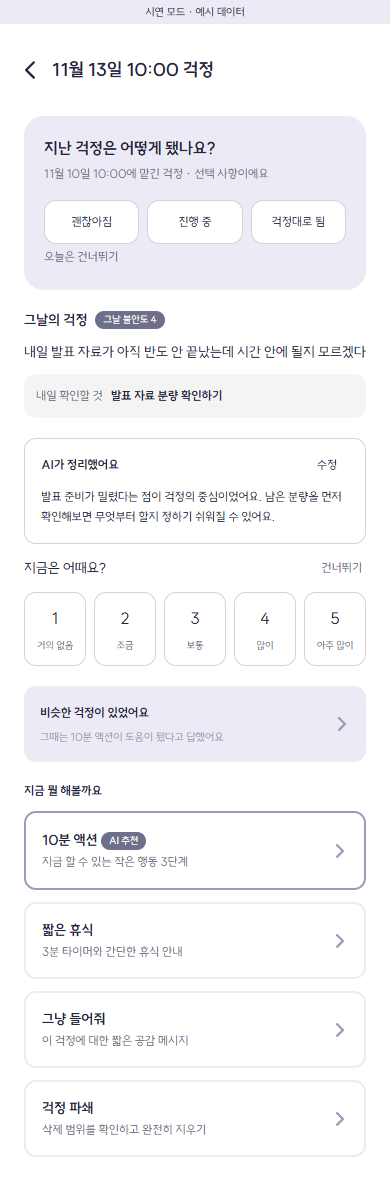 시연 모드 · 예시 데이터
11월 13일 10:00 걱정
지난 걱정은 어떻게 됐나요?
11월 10일 10:00에 맡긴 걱정 · 선택 사항이에요
괜찮아짐
진행 중
걱정대로 됨
오늘은 건너뛰기
그날의 걱정 그날 불안도 4
내일 발표 자료가 아직 반도 안 끝났는데 시간 안에 될지 모르겠다
내일 확인할 것 발표 자료 분량 확인하기
AI가 정리했어요 수정
발표 준비가 밀렸다는 점이 걱정의 중심이었어요. 남은 분량을 먼저
확인해보면 무엇부터 할지 정하기 쉬워질 수 있어요.
지금은 어때요? 건너뛰기
1
거의 없음
2
조금
3
보통
4
많이
5
아주 많이
비슷한 걱정이 있었어요
그때는 10분 액션이 도움이 됐다고 답했어요
지금 뭘 해볼까요
10분 액션 AI 추천
지금 할 수 있는 작은 행동 3단계
짧은 휴식
3분 타이머와 간단한 휴식 안내
그냥 들어줘
이 걱정에 대한 짧은 공감 메시지
걱정 파쇄
삭제 범위를 확인하고 완전히 지우기